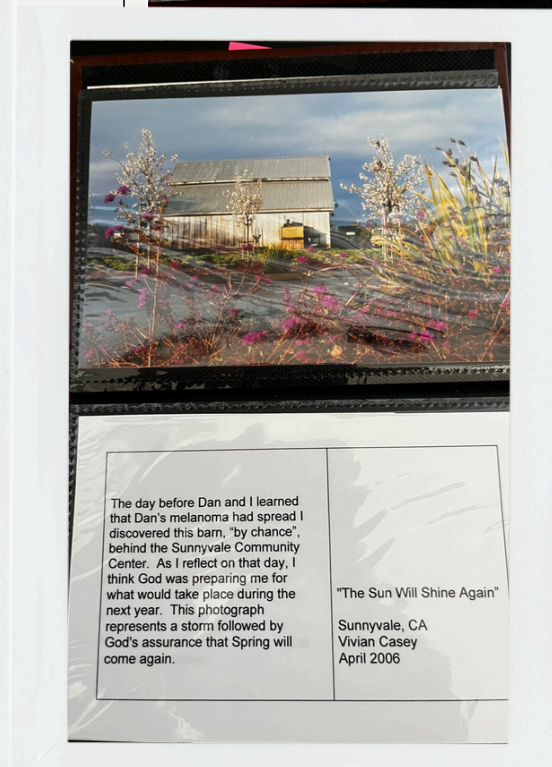 The day before Dan and I learned
that Dan's melanoma had spread I
discovered this barn, "by chance",
behind the Sunnyvale Community
Center.  As I reflect on that day, I
think God was preparing me for
what would take place during the
next year.  This photograph
represents a storm followed by
God's assurance that Spring will
come again.
"The Sun Will Shine Again"
Sunnyvale, CA
Vivian Casey
April 2006